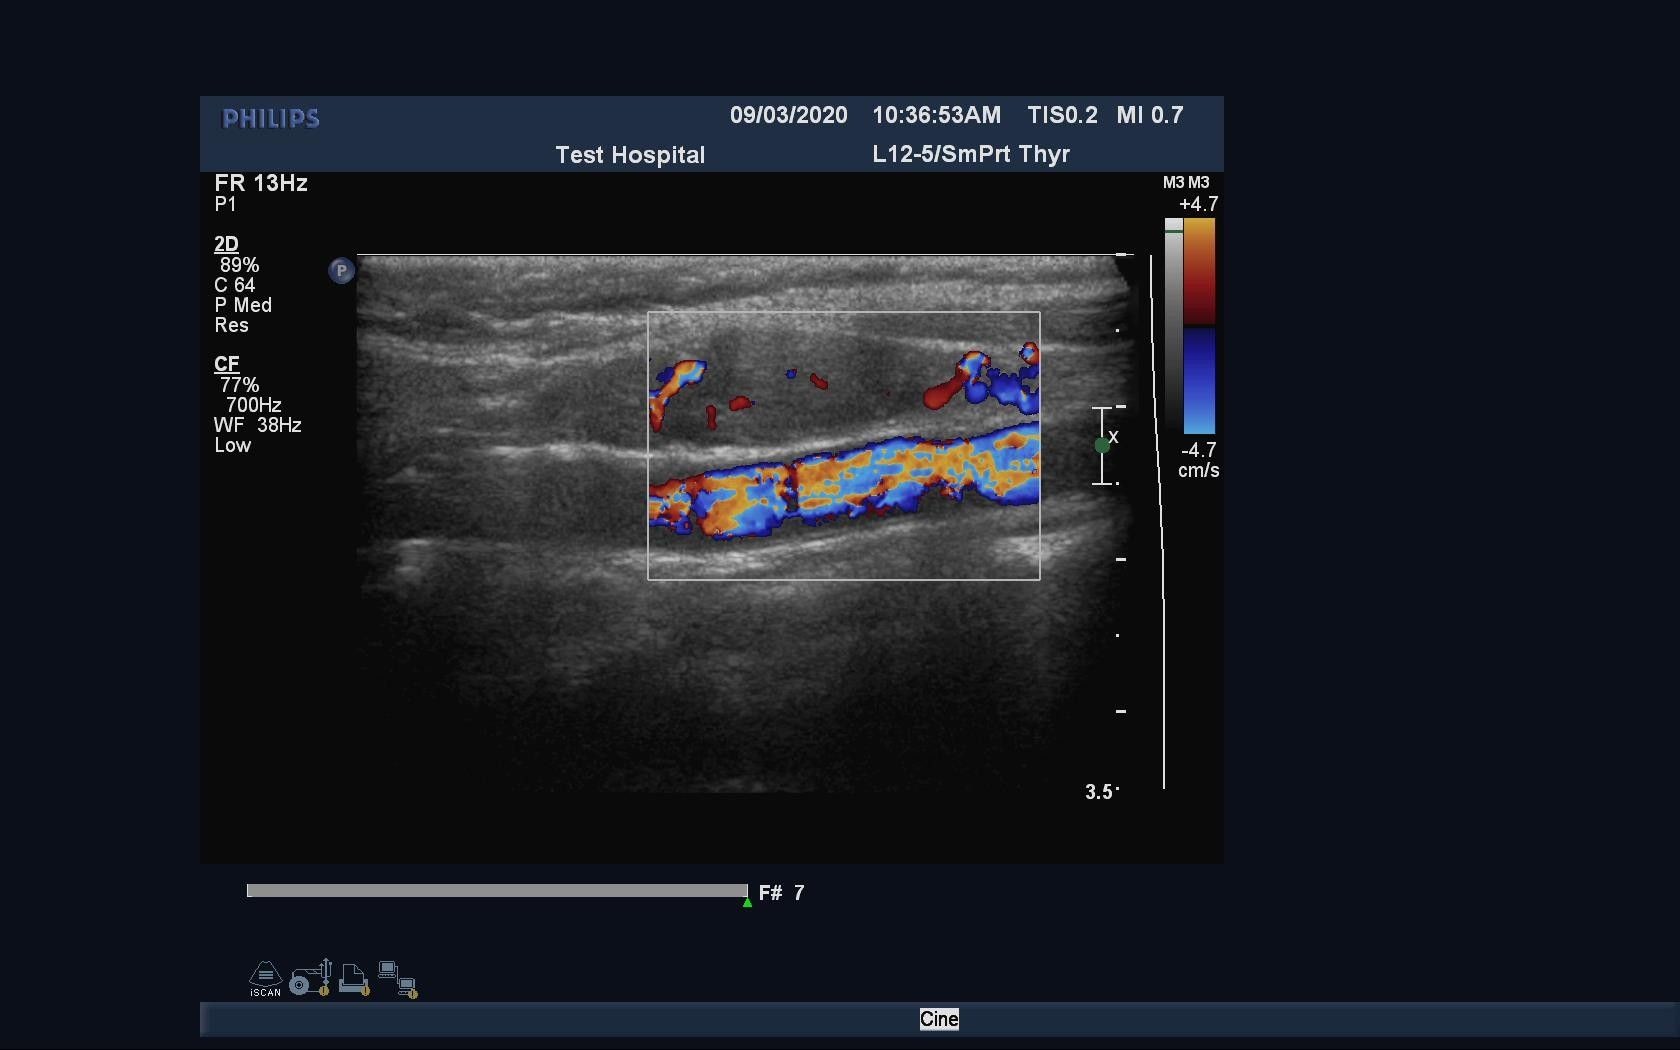 PHILIPS
09/03/2020 10:36:53AM TIS0.2 MI 0.7
Test Hospital L12-5/SmPrt Thyr
FR 13Hz
P1
M3 M3
+4.7
2D
89%
C 64
P Med
Res
P
CF
77%
700Hz
WF 38Hz
Low
X
-4.7
cm/s
3.5
F# 7
iSCAN
Cine